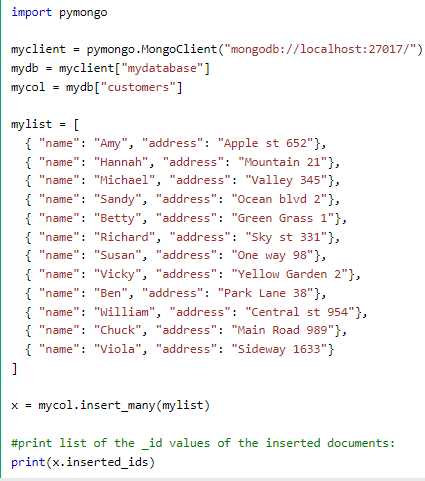 import pymongo

myclient = pymongo.MongoClient("mongodb://localhost:27017/")
mydb = myclient["mydatabase"]
mycol = mydb["customers"]

mylist = [
  { "name": "Amy", "address": "Apple st 652"},
  { "name": "Hannah", "address": "Mountain 21"},
  { "name": "Michael", "address": "Valley 345"},
  { "name": "Sandy", "address": "Ocean blvd 2"},
  { "name": "Betty", "address": "Green Grass 1"},
  { "name": "Richard", "address": "Sky st 331"},
  { "name": "Susan", "address": "One way 98"},
  { "name": "Vicky", "address": "Yellow Garden 2"},
  { "name": "Ben", "address": "Park Lane 38"},
  { "name": "William", "address": "Central st 954"},
  { "name": "Chuck", "address": "Main Road 989"},
  { "name": "Viola", "address": "Sideway 1633"}
]

x = mycol.insert_many(mylist)

#print list of the _id values of the inserted documents:
print(x.inserted_ids)